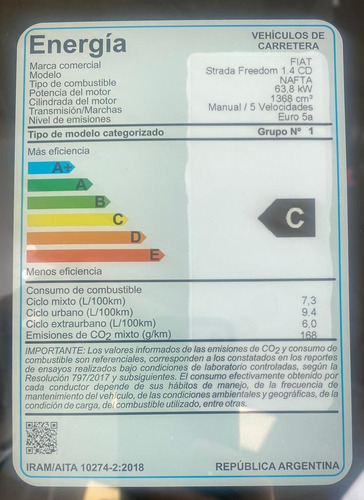 Energía
VEHÍCULOS DE
CARRETERA
Marca comercial FIAT
Modelo Strada Freedom 1.4 CD
Tipo de combustible NAFTA
Potencia del motor 63,8 kW
Cilindrada del motor 1368 cm³
Transmisión/Marchas Manual / 5 Velocidades
Nivel de emisiones Euro 5a
Tipo de modelo categorizado Grupo Nº 1
Más eficiencia
A+
A
B
C
D
E
C
Menos eficiencia
Consumo de combustible
Ciclo mixto (L/100km) 7,3
Ciclo urbano (L/100km) 9,4
Ciclo extraurbano (L/100km) 6,0
Emisiones de CO2 mixto (g/km) 168
IMPORTANTE: Los valores informados de las emisiones de CO2 y consumo de
combustible son referenciales, corresponden a los constatados en los reportes
de ensayos realizados bajo condiciones de laboratorio controladas, según la
Resolución 797/2017 y subsiguientes. El consumo efectivamente obtenido por
cada conductor depende de sus hábitos de manejo, de la frecuencia de
mantenimiento del vehículo, de las condiciones ambientales y geográficas, de la
condición de carga, del combustible utilizado, entre otras.
IRAM/AITA 10274-2:2018
REPÚBLICA ARGENTINA